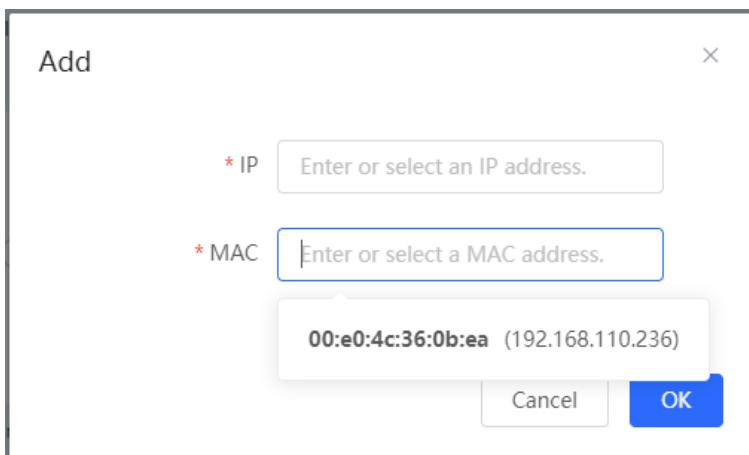 Add
* IP Enter or select an IP address.
* MAC Enter or select a MAC address.
00:e0:4c:36:0b:ea (192.168.110.236)
Cancel OK